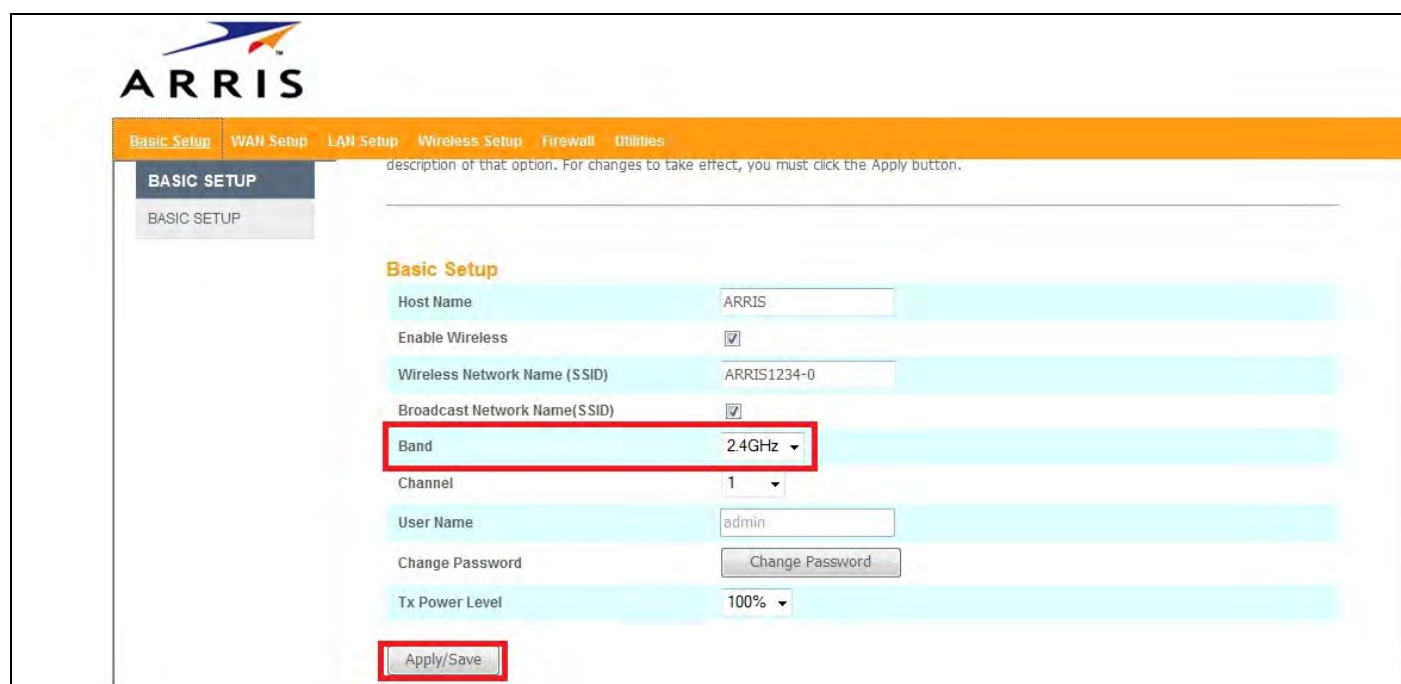 ARRIS
Basic Setup WAN Setup LAN Setup Wireless Setup Firewall Utilities
description of that option. For changes to take effect, you must click the Apply button.
BASIC SETUP
BASIC SETUP
Basic Setup
Host Name ARRIS
Enable Wireless
Wireless Network Name (SSID) ARRIS1234-0
Broadcast Network Name(SSID)
Band 2.4GHz
Channel 1
User Name admin
Change Password Change Password
Tx Power Level 100%
Apply/Save